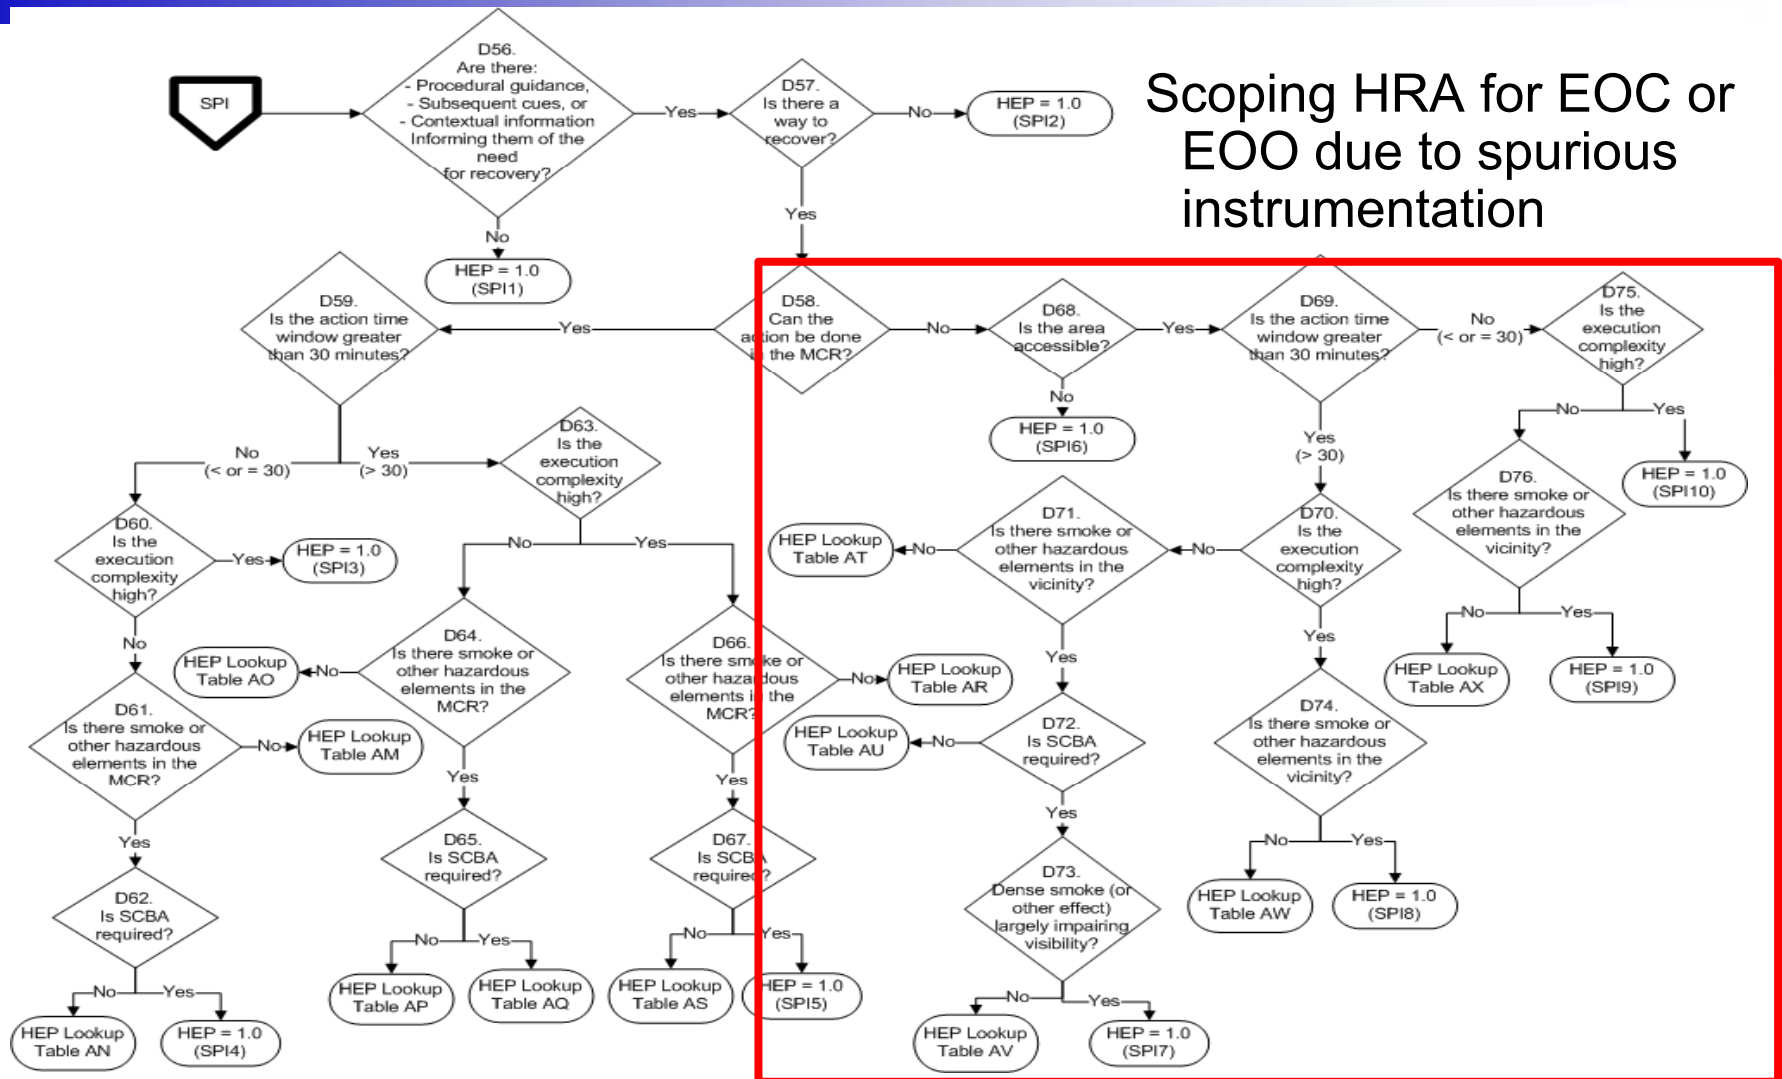 Scoping HRA for EOC or
EOO due to spurious
instrumentation
SPI
D56.
Are there:
- Procedural guidance,
- Subsequent cues, or
- Contextual information
Informing them of the
need
for recovery?
Yes
D57.
Is there a
way to
recover?
No
HEP = 1.0
(SPI2)
No
HEP = 1.0
(SPI1)
Yes
D58.
Can the
action be done
in the MCR?
Yes
D59.
Is the action time
window greater
than 30 minutes?
No
(< or = 30)
Yes
(> 30)
D60.
Is the
execution
complexity
high?
Yes
HEP = 1.0
(SPI3)
No
D61.
Is there smoke or
other hazardous
elements in the
MCR?
No
HEP Lookup
Table AM
Yes
D62.
Is SCBA
required?
No
Yes
HEP Lookup
Table AN
HEP = 1.0
(SPI4)
D63.
Is the
execution
complexity
high?
No
Yes
D64.
Is there smoke or
other hazardous
elements in the
MCR?
No
HEP Lookup
Table AO
Yes
D65.
Is SCBA
required?
No
Yes
HEP Lookup
Table AP
HEP Lookup
Table AQ
D66.
Is there smoke or
other hazardous
elements in the
MCR?
No
HEP Lookup
Table AR
Yes
D67.
Is SCBA
required?
No
Yes
HEP Lookup
Table AS
HEP = 1.0
(SPI5)
No
D68.
Is the area
accessible?
No
HEP = 1.0
(SPI6)
Yes
D69.
Is the action time
window greater
than 30 minutes?
No
(< or = 30)
Yes
(> 30)
D70.
Is the
execution
complexity
high?
No
D71.
Is there smoke or
other hazardous
elements in the
vicinity?
No
HEP Lookup
Table AT
Yes
D72.
Is SCBA
required?
No
HEP Lookup
Table AU
Yes
D73.
Dense smoke (or
other effect)
largely impairing
visibility?
No
Yes
HEP Lookup
Table AV
HEP = 1.0
(SPI7)
Yes
D74.
Is there smoke or
other hazardous
elements in the
vicinity?
No
Yes
HEP Lookup
Table AW
HEP = 1.0
(SPI8)
D75.
Is the
execution
complexity
high?
No
Yes
HEP = 1.0
(SPI10)
D76.
Is there smoke or
other hazardous
elements in the
vicinity?
No
Yes
HEP Lookup
Table AX
HEP = 1.0
(SPI9)